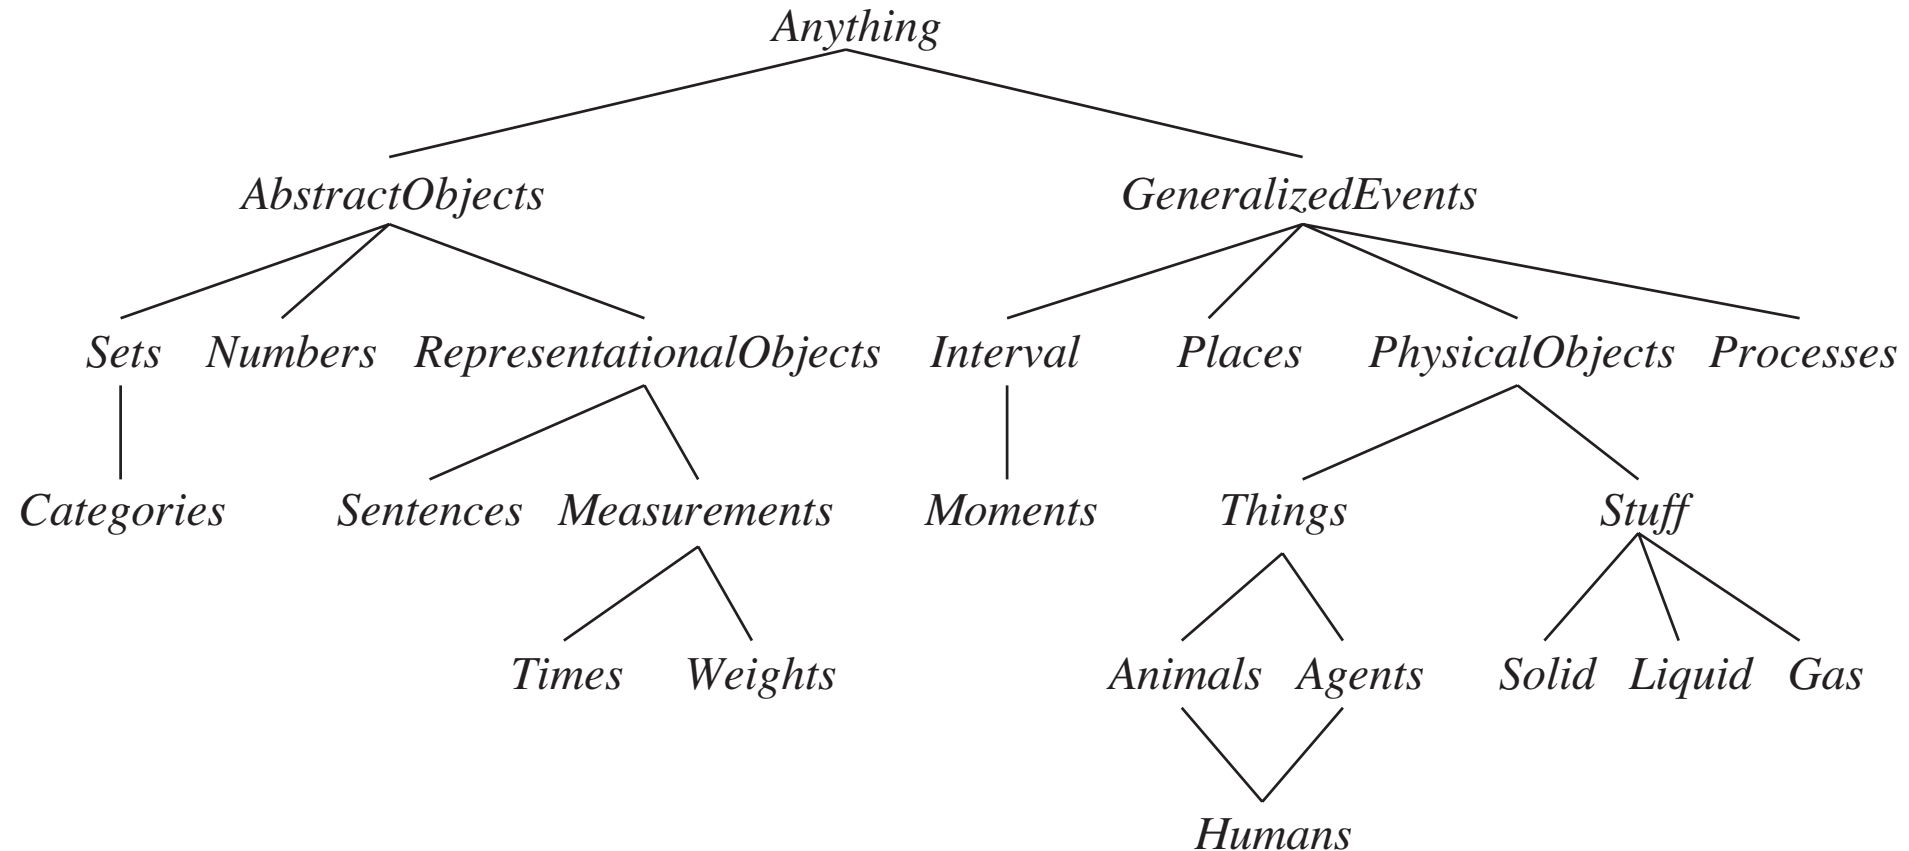 Anything
AbstractObjects GeneralizedEvents
Sets Numbers RepresentationalObjects Interval Places PhysicalObjects Processes
Categories Sentences Measurements Moments Things Stuff
Times Weights Animals Agents Solid Liquid Gas
Humans